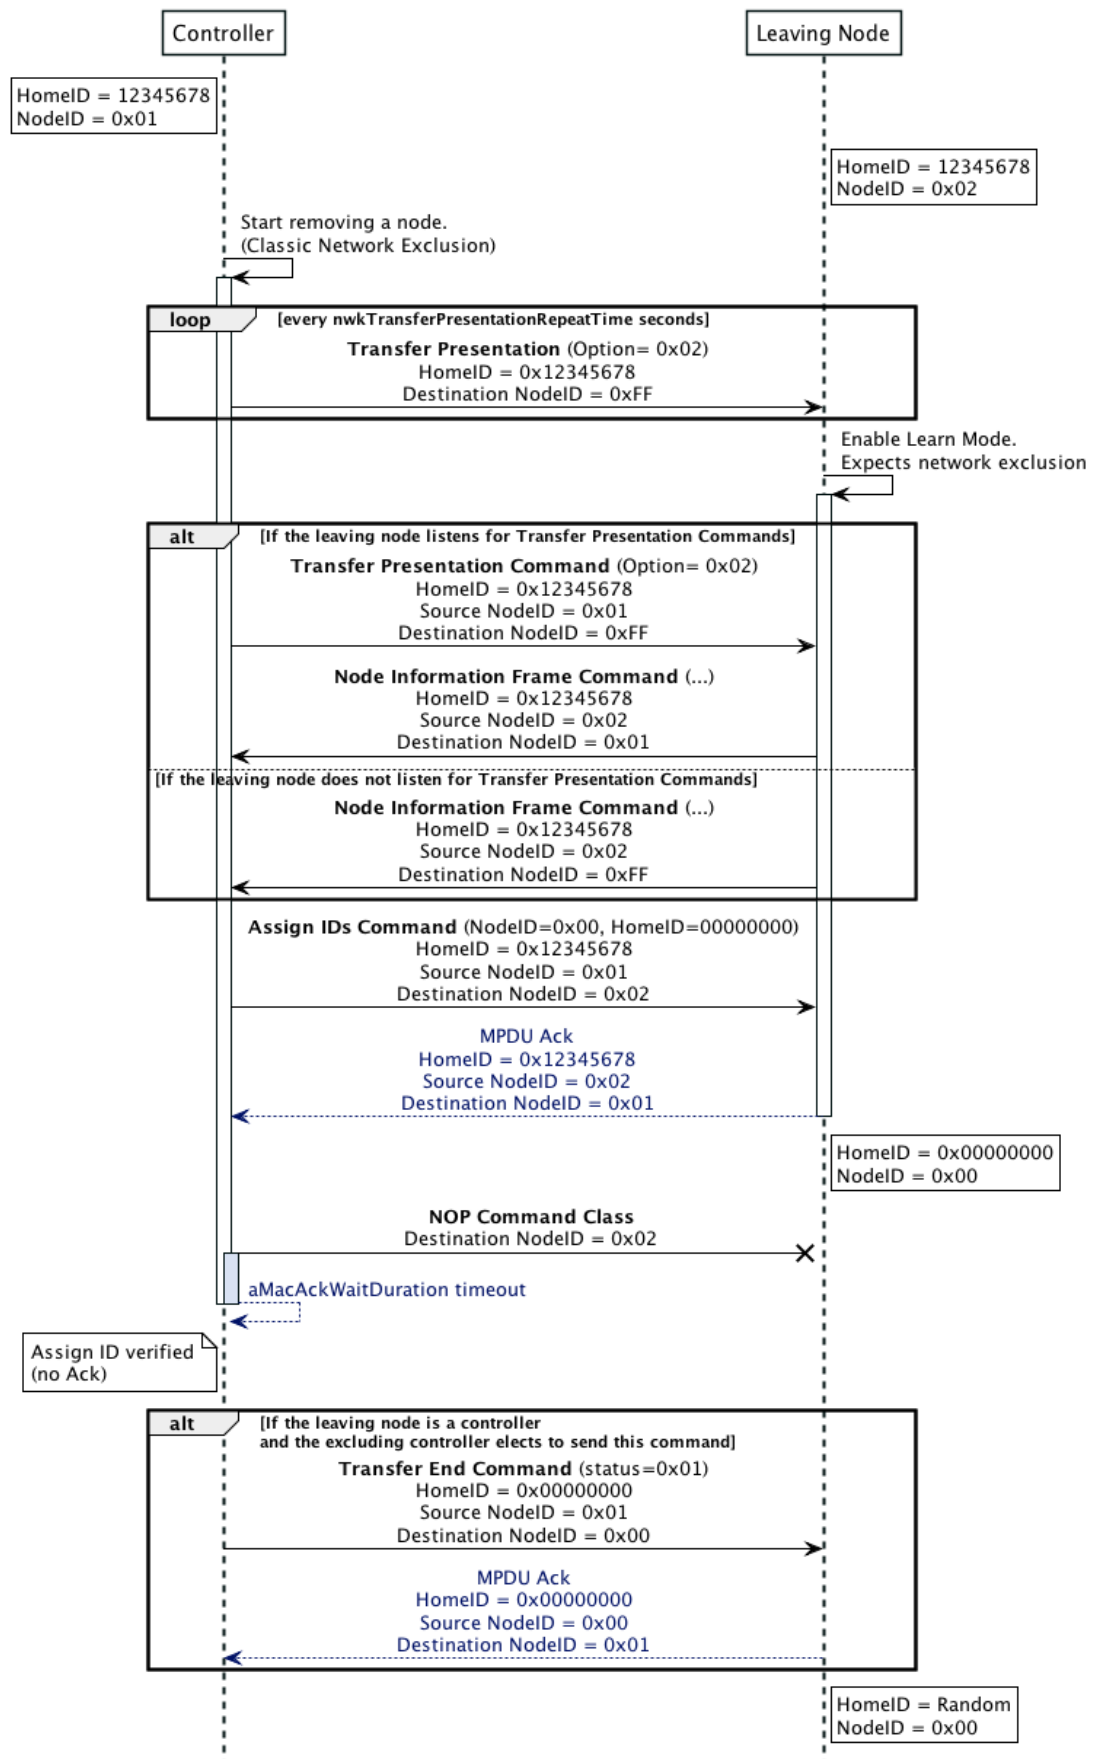 Controller
Leaving Node
HomeID = 12345678
NodeID = 0x01
HomeID = 12345678
NodeID = 0x02
Start removing a node.
(Classic Network Exclusion)
loop
[every nwkTransferPresentationRepeatTime seconds]
Transfer Presentation (Option= 0x02)
HomeID = 0x12345678
Destination NodeID = 0xFF
Enable Learn Mode.
Expects network exclusion
alt
[If the leaving node listens for Transfer Presentation Commands]
Transfer Presentation Command (Option= 0x02)
HomeID = 0x12345678
Source NodeID = 0x01
Destination NodeID = 0xFF
Node Information Frame Command (...)
HomeID = 0x12345678
Source NodeID = 0x02
Destination NodeID = 0x01
[If the leaving node does not listen for Transfer Presentation Commands]
Node Information Frame Command (...)
HomeID = 0x12345678
Source NodeID = 0x02
Destination NodeID = 0xFF
Assign IDs Command (NodeID=0x00, HomeID=00000000)
HomeID = 0x12345678
Source NodeID = 0x01
Destination NodeID = 0x02
MPDU Ack
HomeID = 0x12345678
Source NodeID = 0x02
Destination NodeID = 0x01
HomeID = 0x00000000
NodeID = 0x00
NOP Command Class
Destination NodeID = 0x02
aMacAckWaitDuration timeout
Assign ID verified
(no Ack)
alt
[If the leaving node is a controller
and the excluding controller elects to send this command]
Transfer End Command (status=0x01)
HomeID = 0x00000000
Source NodeID = 0x01
Destination NodeID = 0x00
MPDU Ack
HomeID = 0x00000000
Source NodeID = 0x00
Destination NodeID = 0x01
HomeID = Random
NodeID = 0x00